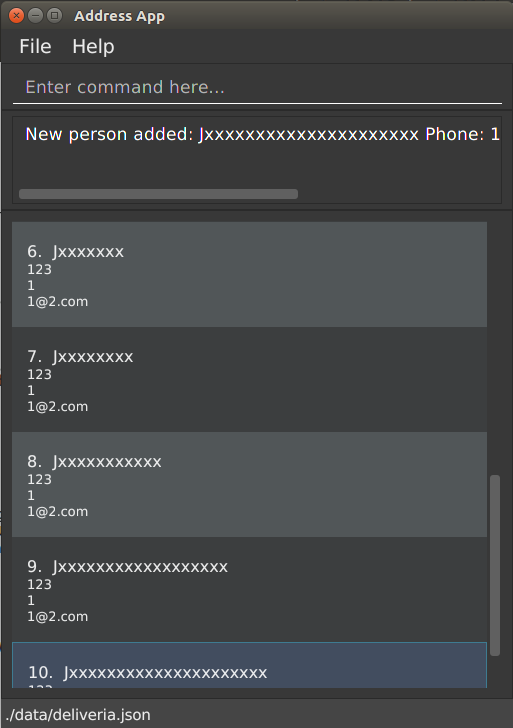 Address App
File Help
Enter command here...
New person added: Jxxxxxxxxxxxxxxxxxxxxx Phone: 1
6. Jxxxxxxx
123
1
1@2.com
7. Jxxxxxxxx
123
1
1@2.com
8. Jxxxxxxxxxxx
123
1
1@2.com
9. Jxxxxxxxxxxxxxxxxxx
123
1
1@2.com
10. Jxxxxxxxxxxxxxxxxxxxxx
./data/deliveria.json